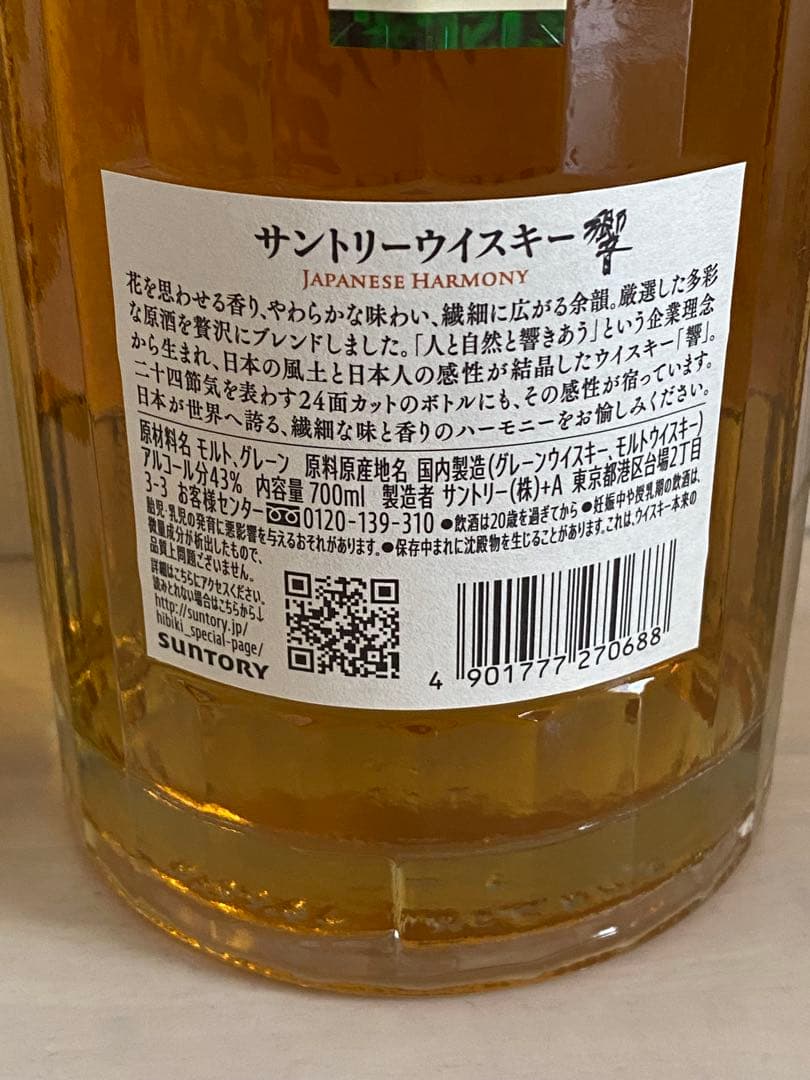 サントリーウイスキー 響
JAPANESE HARMONY
花を思わせる香り、やわらかな味わい、繊細に広がる余韻。厳選した多彩
な原酒を贅沢にブレンドしました。「人と自然と響きあう」という企業理念
から生まれ、日本の風土と日本人の感性が結晶したウイスキー「響」。
二十四節気を表わす24面カットのボトルにも、その感性が宿っています。
日本が世界へ誇る、繊細な味と香りのハーモニーをお愉しみください。
原材料名 モルト、グレーン 原料原産地名 国内製造(グレーンウイスキー、モルトウイスキー)
アルコール分43% 内容量 700ml 製造者 サントリー(株)+A 東京都港区台場2丁目
3-3 お客様センター 0120-139-310 ●飲酒は20歳を過ぎてから ●妊娠中や授乳期の飲酒は、
胎児・乳児の発育に悪影響を与えるおそれがあります。●保存中まれに沈殿物を生じることがあります。これは、ウイスキー本来の
微量成分が析出したもので、
品質上問題ございません。
詳細はこちらにアクセスください。
読みとれない場合はこちらから↓
http://suntory.jp/
hibiki_special-page/
SUNTORY
4 901777 270688